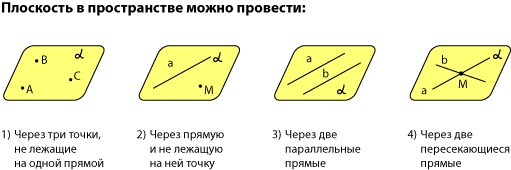 Плоскость в пространстве можно провести:
B
α
C
A
a
α
M
a
b
α
b
α
a
M
1) Через три точки,
не лежащие
на одной прямой
2) Через прямую
и не лежащую
на ней точку
3) Через две
параллельные
прямые
4) Через две
пересекающиеся
прямые